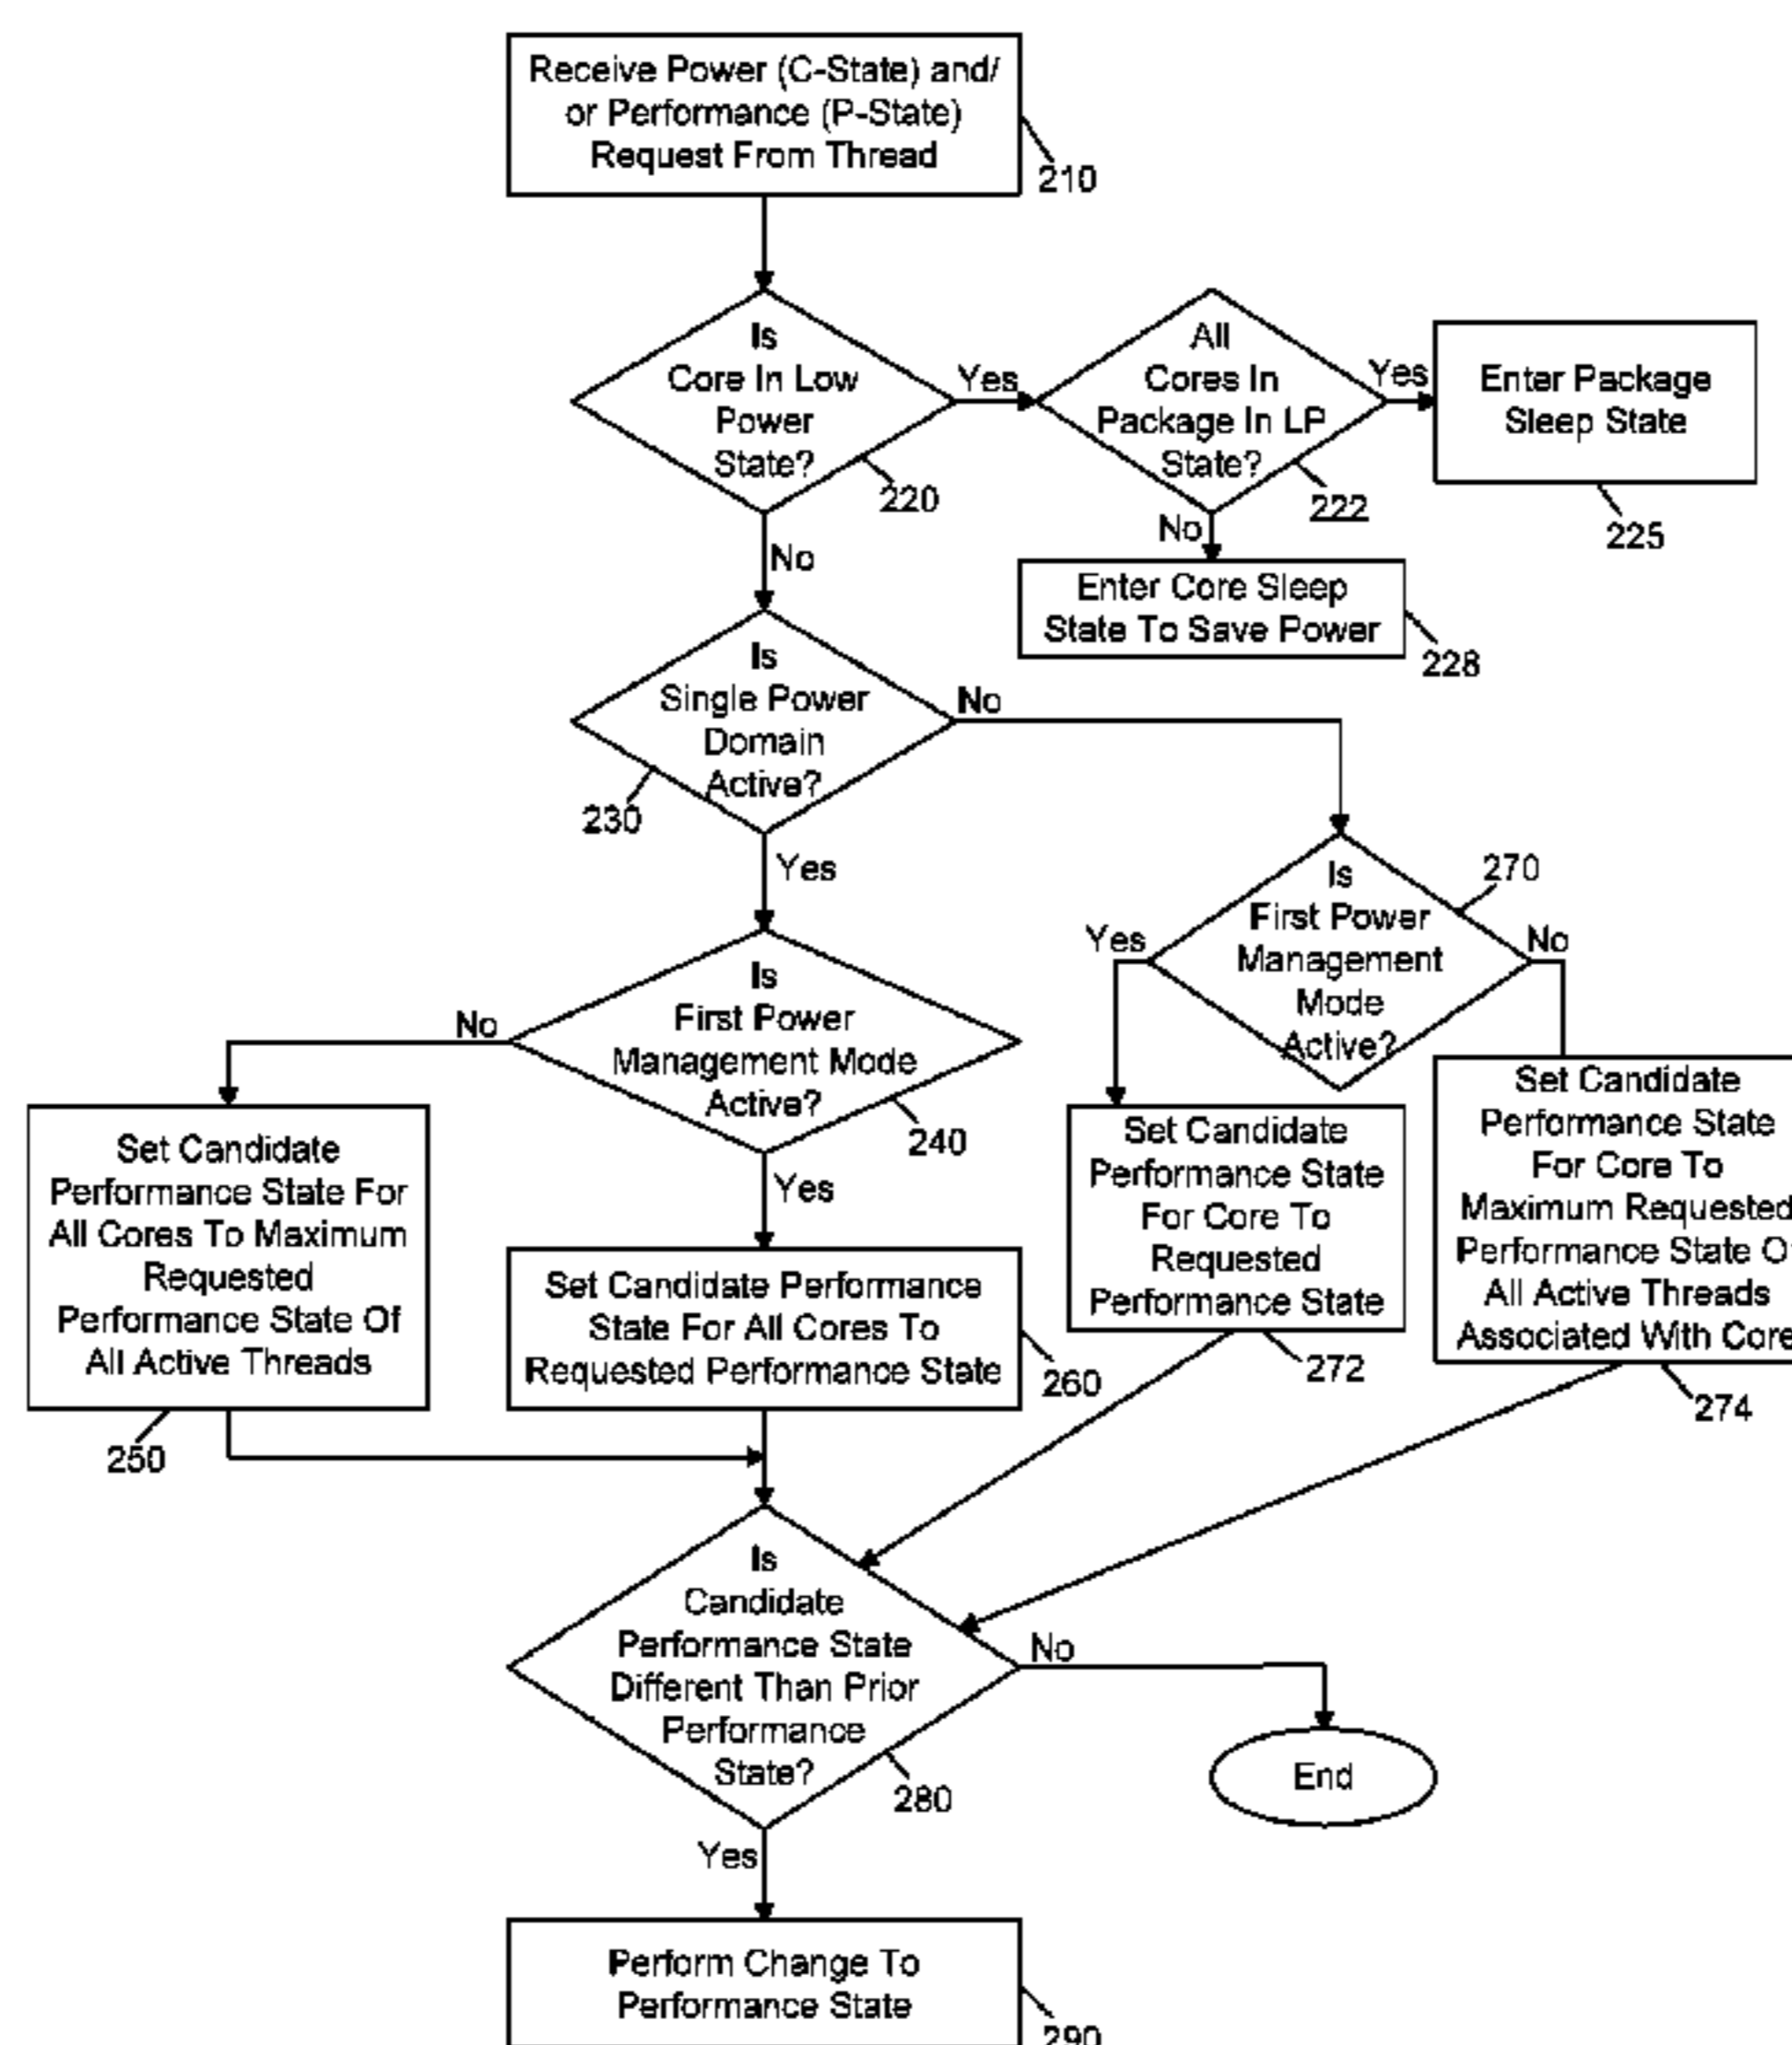 Receive Power (C-State) and/
or Performance (P-State)
Request From Thread
210
Is
Core In Low
Power
State?
220
Yes
All
Cores In
Package In LP
State?
222
Yes
Enter Package
Sleep State
225
No
Enter Core Sleep
State To Save Power
228
No
Is
Single Power
Domain
Active?
230
No
Yes
Is
First Power
Management Mode
Active?
240
Is
First Power
Management
Mode
Active?
270
Yes
No
No
Set Candidate
Performance State For
All Cores To Maximum
Requested
Performance State Of
All Active Threads
250
Yes
Set Candidate Performance
State For All Cores To
Requested Performance State
260
Set Candidate
Performance State
For Core To
Requested
Performance State
272
Set Candidate
Performance State
For Core To
Maximum Requested
Performance State O
All Active Threads
Associated With Core
274
Is
Candidate
Performance State
Different Than Prior
Performance
State?
280
No
End
Yes
Perform Change To
Performance State
290